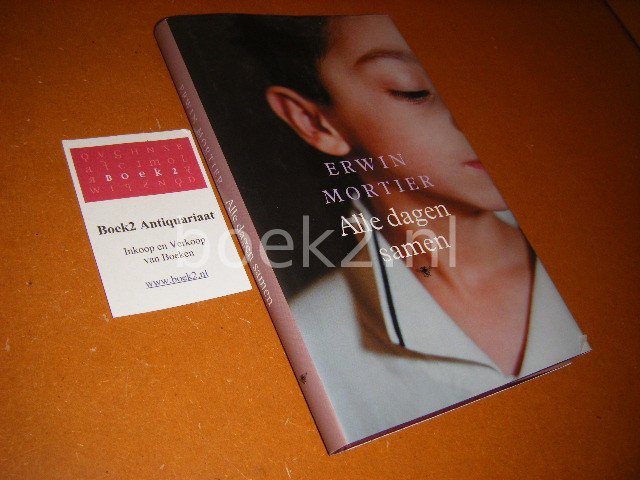 QVGHNSB
BOEK2
Boek2 Antiquariaat
Inkoop en Verkoop
van Boeken
www.boek2.nl
ERWIN MORTIER Alle dagen samen
ERWIN
MORTIER
Alle dagen
samen
boek2.nl